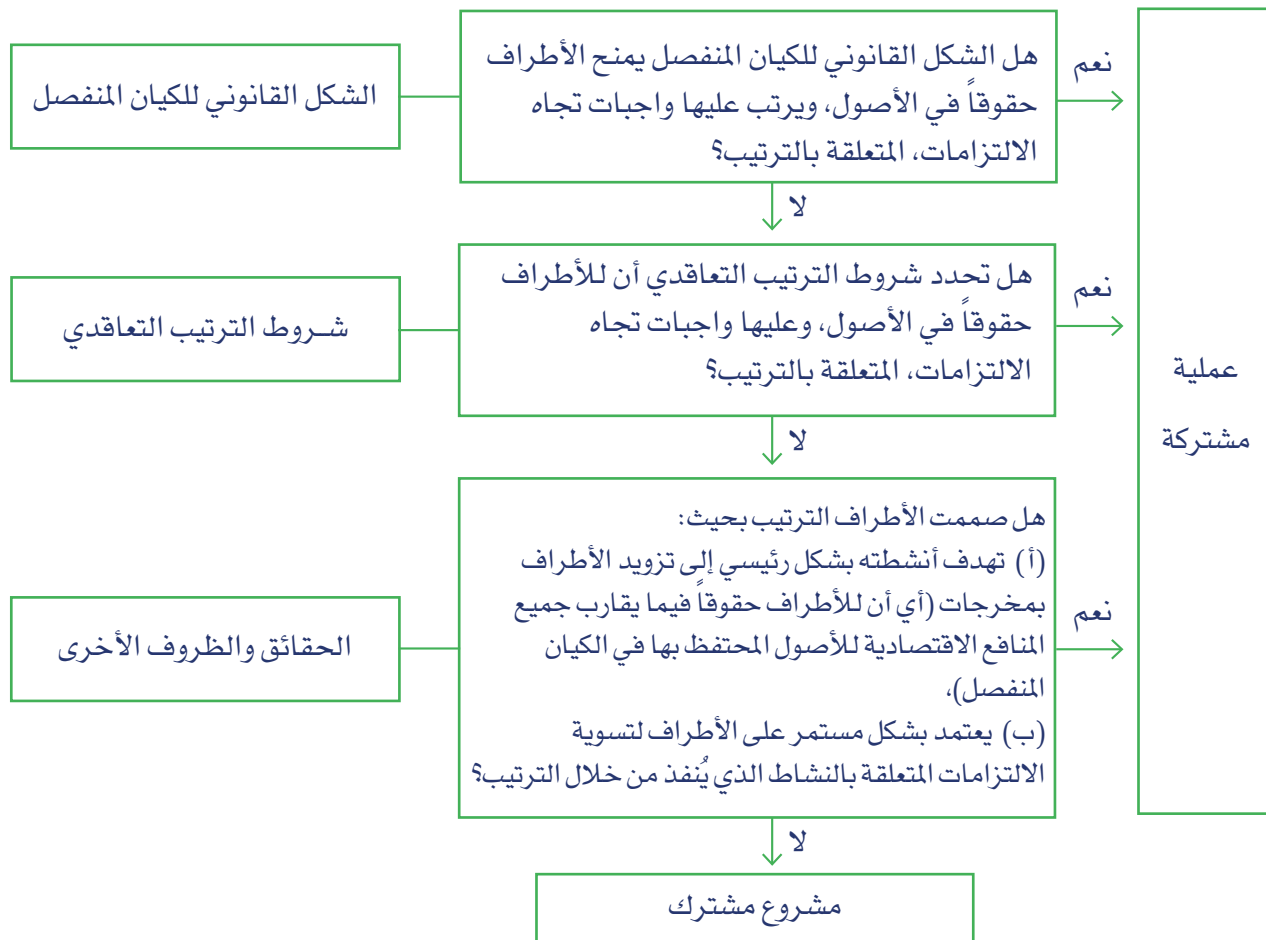 الشكل القانوني للكيان المنفصل
هل الشكل القانوني للكيان المنفصل يمنح الأطراف
حقوقاً في الأصول، ويرتب عليها واجبات تجاه
الالتزامات، المتعلقة بالترتيب؟
نعم
لا
شروط الترتيب التعاقدي
هل تحدد شروط الترتيب التعاقدي أن للأطراف
حقوقاً في الأصول، وعليها واجبات تجاه
الالتزامات، المتعلقة بالترتيب؟
نعم
عملية
مشتركة
لا
الحقائق والظروف الأخرى
هل صممت الأطراف الترتيب بحيث:
(أ) تهدف أنشطته بشكل رئيسي إلى تزويد الأطراف
بمخرجات (أي أن للأطراف حقوقاً فيما يقارب جميع
المنافع الاقتصادية للأصول المحتفظ بها في الكيان
المنفصل)،
(ب) يعتمد بشكل مستمر على الأطراف لتسوية
الالتزامات المتعلقة بالنشاط الذي يُنفذ من خلال الترتيب؟
نعم
لا
مشروع مشترك